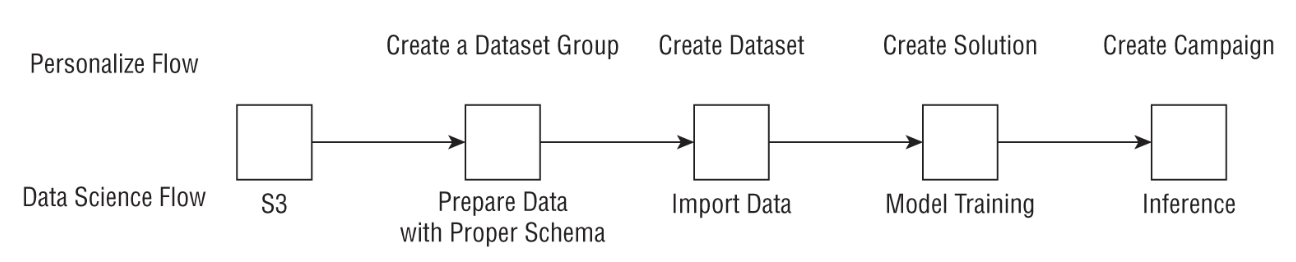 Personalize Flow
Create a Dataset Group
Create Dataset
Create Solution
Create Campaign
Data Science Flow
S3
Prepare Data
with Proper Schema
Import Data
Model Training
Inference